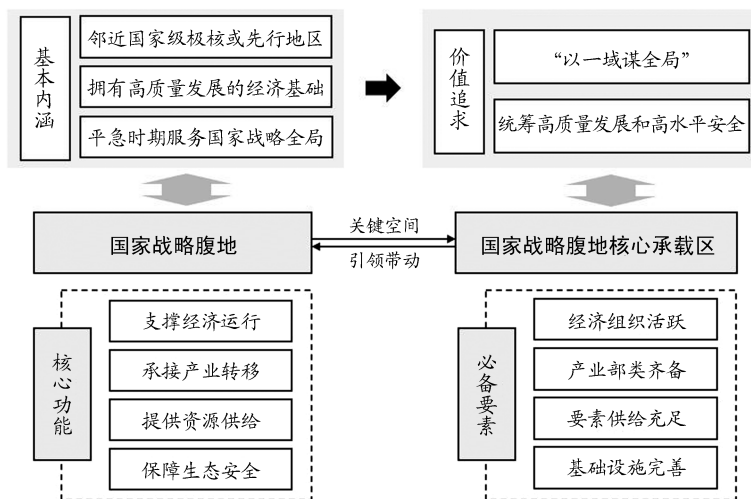 基本内涵
邻近国家级极核或先行地区
拥有高质量发展的经济基础
平急时期服务国家战略全局
价值追求
“以一域谋全局”
统筹高质量发展和高水平安全
国家战略腹地
关键空间
引领带动
国家战略腹地核心承载区
核心功能
支撑经济运行
承接产业转移
提供资源供给
保障生态安全
必备要素
经济组织活跃
产业部类齐备
要素供给充足
基础设施完善